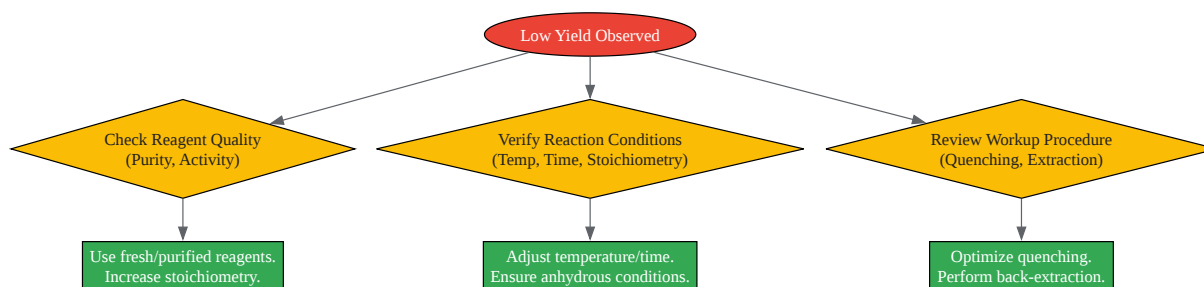 Low Yield Observed
Check Reagent Quality
(Purity, Activity)
Verify Reaction Conditions
(Temp, Time, Stoichiometry)
Review Workup Procedure
(Quenching, Extraction)
Use fresh/purified reagents.
Increase stoichiometry.
Adjust temperature/time.
Ensure anhydrous conditions.
Optimize quenching.
Perform back-extraction.